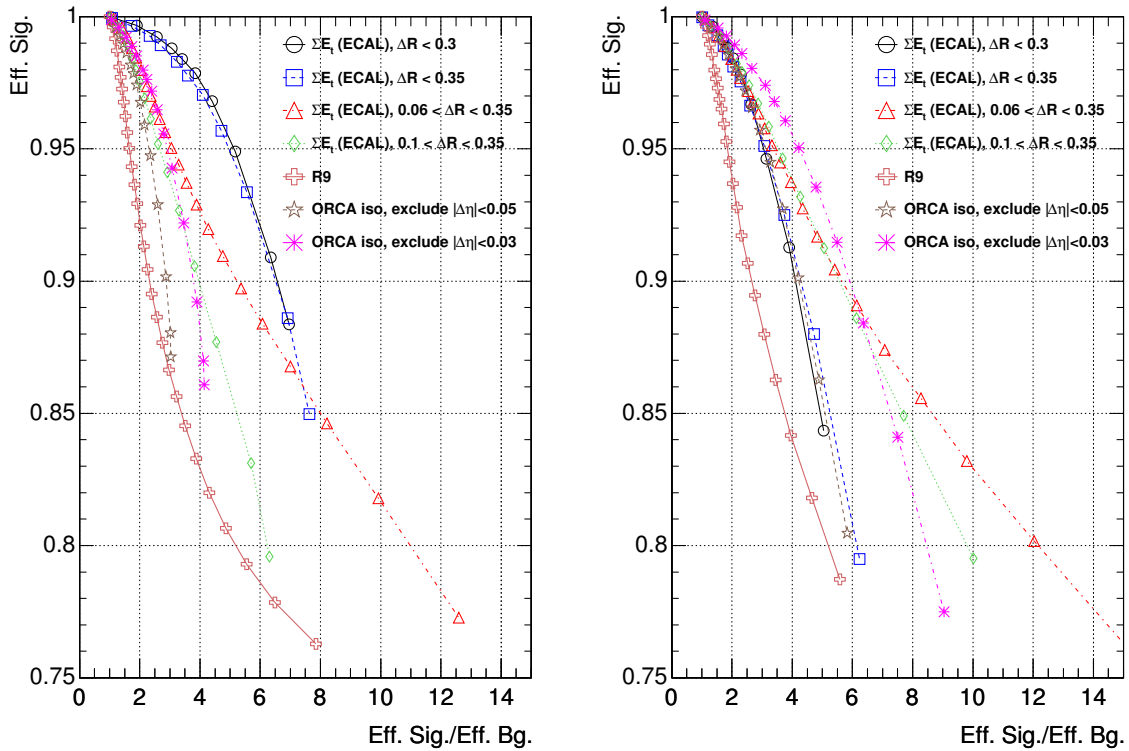 Eff. Sig.
1
0.95
0.9
0.85
0.8
0.75
0 2 4 6 8 10 12 14
Eff. Sig./Eff. Bg.
ΣEt (ECAL), ΔR < 0.3
ΣEt (ECAL), ΔR < 0.35
ΣEt (ECAL), 0.06 < ΔR < 0.35
ΣEt (ECAL), 0.1 < ΔR < 0.35
R9
ORCA iso, exclude |Δη|<0.05
ORCA iso, exclude |Δη|<0.03
Eff. Sig.
1
0.95
0.9
0.85
0.8
0.75
0 2 4 6 8 10 12 14
Eff. Sig./Eff. Bg.
ΣEt (ECAL), ΔR < 0.3
ΣEt (ECAL), ΔR < 0.35
ΣEt (ECAL), 0.06 < ΔR < 0.35
ΣEt (ECAL), 0.1 < ΔR < 0.35
R9
ORCA iso, exclude |Δη|<0.05
ORCA iso, exclude |Δη|<0.03